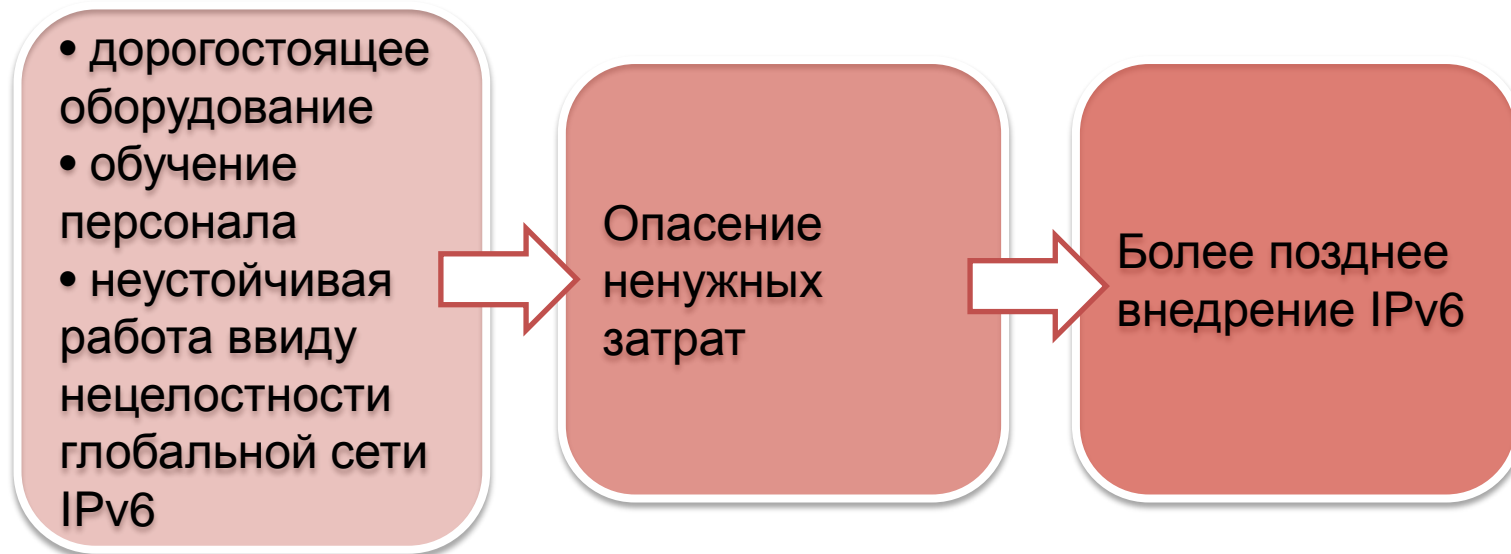 • дорогостоящее
оборудование
• обучение
персонала
• неустойчивая
работа ввиду
нецелостности
глобальной сети
IPv6
Опасение
ненужных
затрат
Более позднее
внедрение IPv6